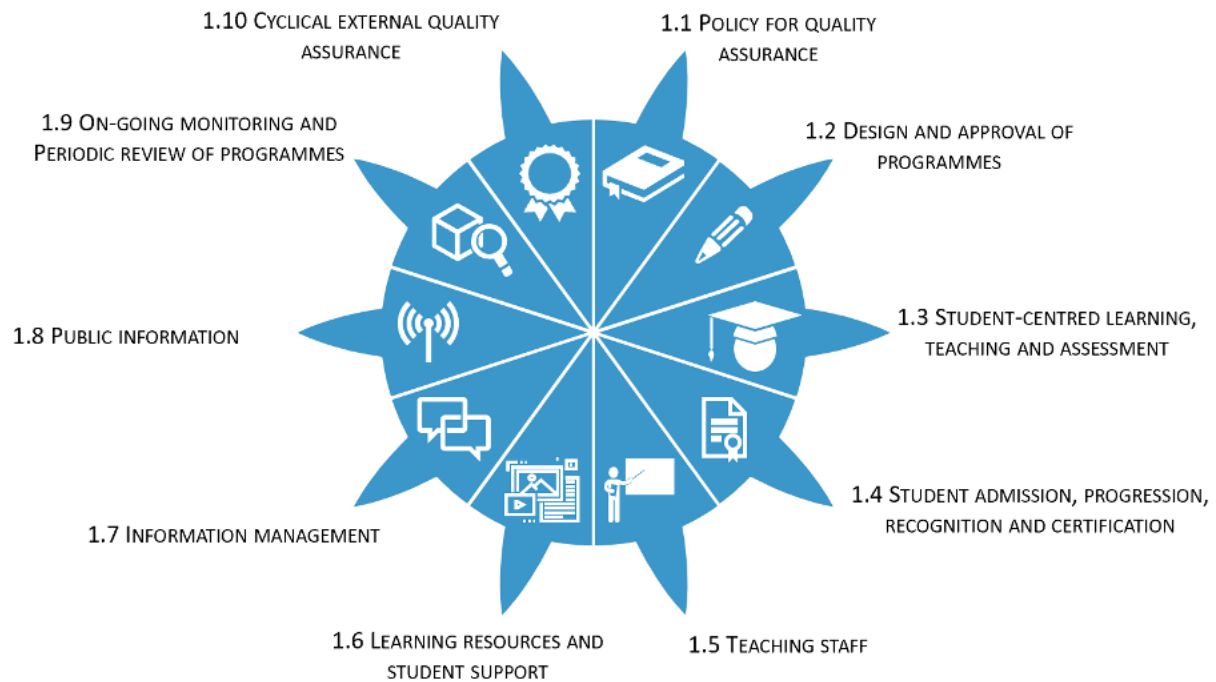 1.10 Cyclical external quality
assurance
1.1 Policy for quality
assurance
1.9 On-going monitoring and
Periodic review of programmes
1.2 Design and approval of
programmes
1.8 Public information
1.3 Student-centred learning,
teaching and assessment
1.7 Information management
1.4 Student admission, progression,
recognition and certification
1.6 Learning resources and
student support
1.5 Teaching staff